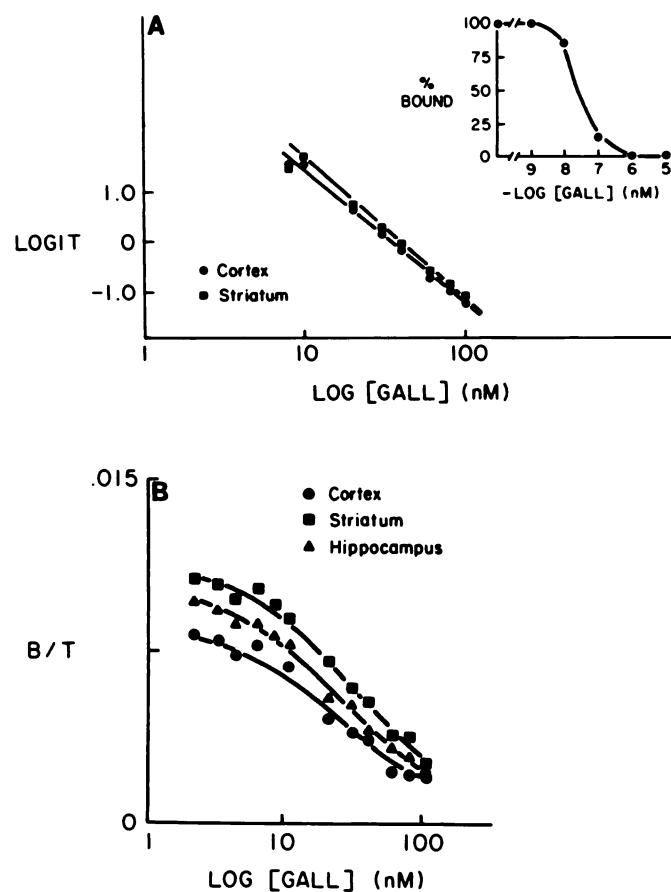 A
100
75
50
25
0
%
BOUND
9 8 7 6 5
-LOG [GALL] (nM)
1.0
0
-1.0
LOGIT
Cortex
Striatum
1 10 100
LOG [GALL] (nM)
B
.015
0
B/T
Cortex
Striatum
Hippocampus
1 10 100
LOG [GALL] (nM)